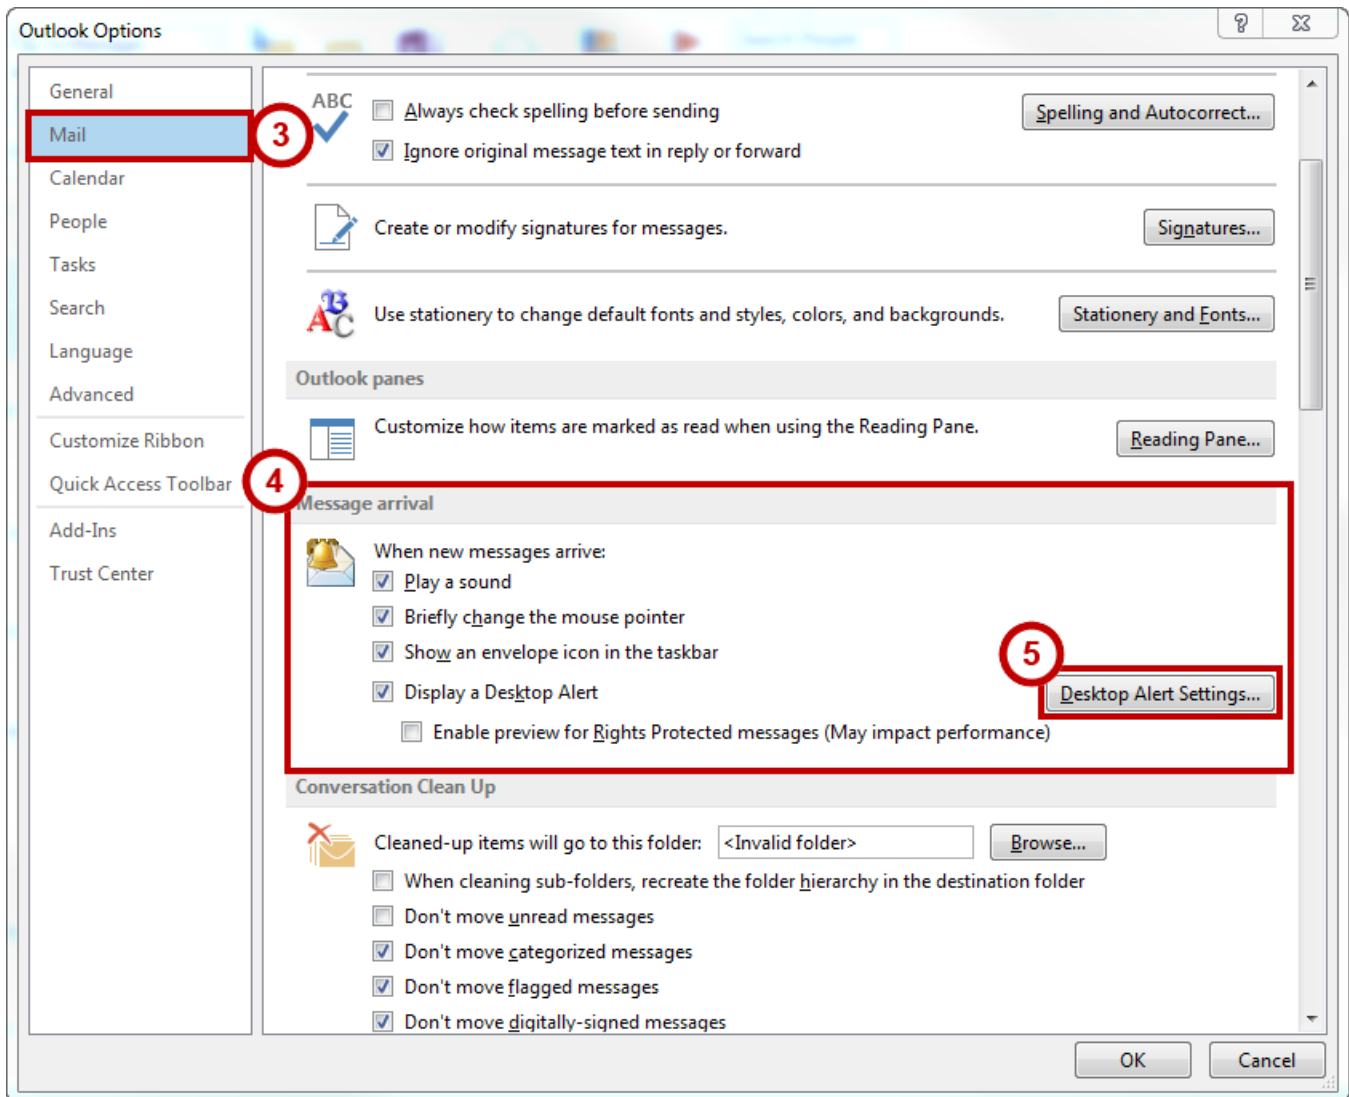 Outlook Options
General
Mail
3
Calendar
People
Tasks
Search
Language
Advanced
Customize Ribbon
Quick Access Toolbar
Add-Ins
Trust Center
ABC
Always check spelling before sending
Spelling and Autocorrect...
Ignore original message text in reply or forward
Create or modify signatures for messages.
Signatures...
Use stationery to change default fonts and styles, colors, and backgrounds.
Stationery and Fonts...
Outlook panes
Customize how items are marked as read when using the Reading Pane.
Reading Pane...
4
Message arrival
When new messages arrive:
Play a sound
Briefly change the mouse pointer
Show an envelope icon in the taskbar
5
Display a Desktop Alert
Desktop Alert Settings...
Enable preview for Rights Protected messages (May impact performance)
Conversation Clean Up
Cleaned-up items will go to this folder: <Invalid folder> Browse...
When cleaning sub-folders, recreate the folder hierarchy in the destination folder
Don't move unread messages
Don't move categorized messages
Don't move flagged messages
Don't move digitally-signed messages
OK Cancel